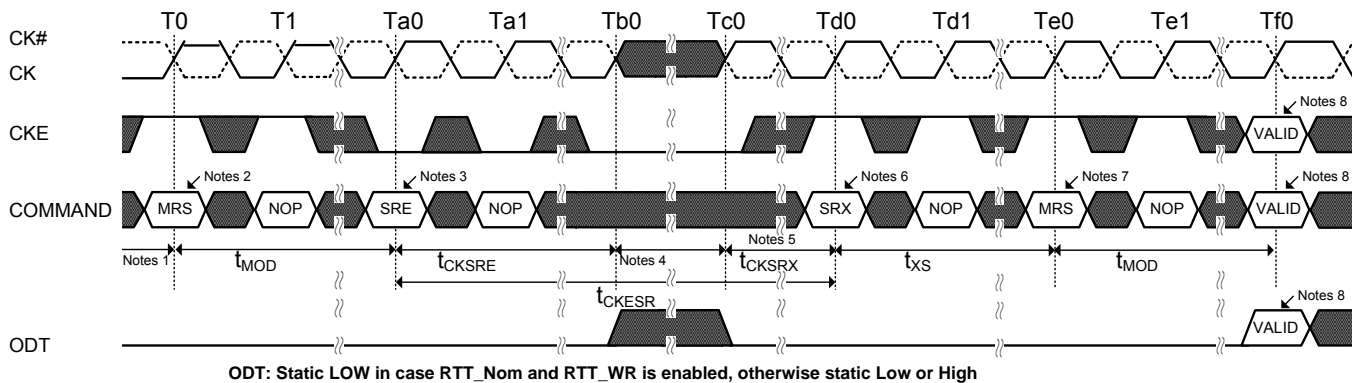 T0 T1 Ta0 Ta1 Tb0 Tc0 Td0 Td1 Te0 Te1 Tf0
CK#
CK
Notes 8
CKE VALID
Notes 2 Notes 3 Notes 6 Notes 7 Notes 8
COMMAND MRS NOP SRE NOP SRX NOP MRS NOP VALID
Notes 1 tMOD tCKSRE Notes 4 Notes 5 tCKSRX tXS tMOD
tCKESR
Notes 8
ODT VALID
ODT: Static LOW in case RTT_Nom and RTT_WR is enabled, otherwise static Low or High